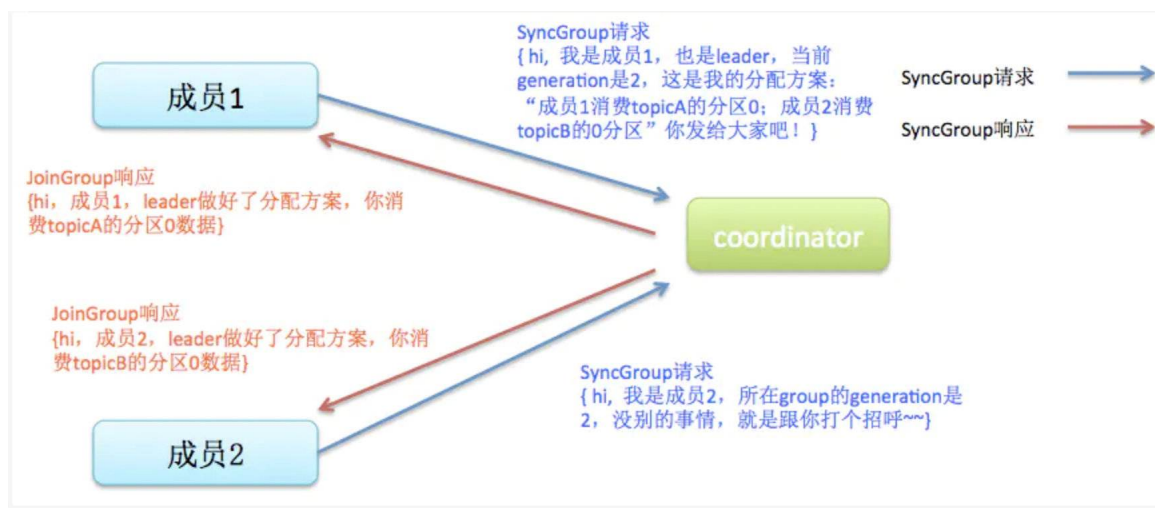 SyncGroup请求
{ hi, 我是成员1，也是leader，当前
generation是2，这是我的分配方案：
“成员1消费topicA的分区0；成员2消费
topicB的0分区”你发给大家吧！}
SyncGroup请求
SyncGroup响应
成员1
JoinGroup响应
{hi，成员1，leader做好了分配方案，你消
费topicA的分区0数据}
coordinator
JoinGroup响应
{hi，成员2，leader做好了分配方案，你消
费topicB的分区0数据}
SyncGroup请求
{ hi, 我是成员2，所在group的generation是
2，没别的事情，就是跟你打个招呼~~}
成员2